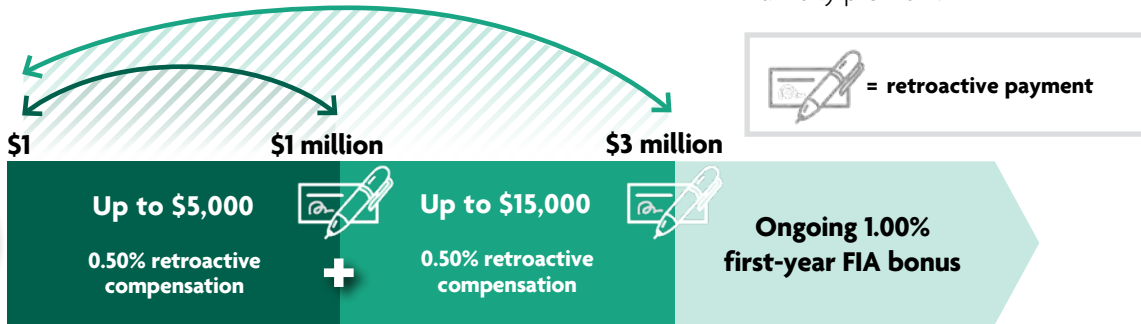 = retroactive payment
$1
$1 million
$3 million
Up to $5,000
0.50% retroactive
compensation
+
Up to $15,000
0.50% retroactive
compensation
Ongoing 1.00%
first-year FIA bonus